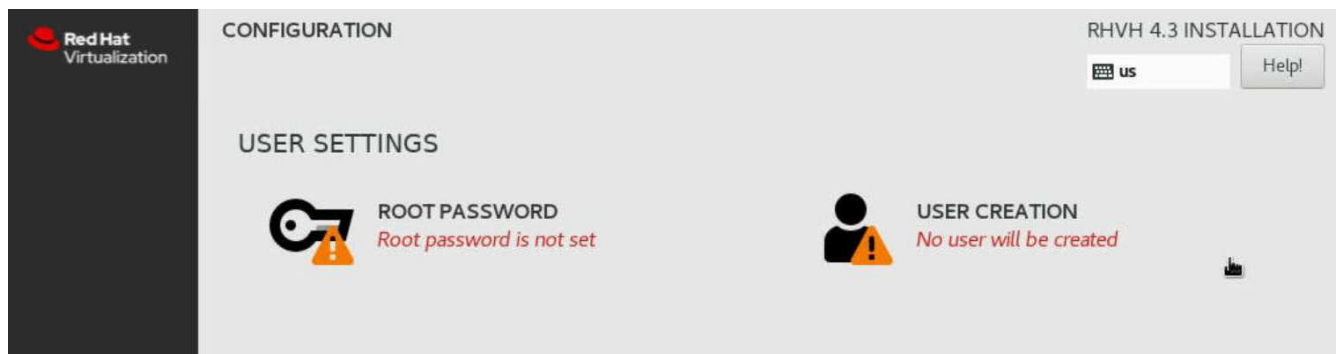 Red Hat
Virtualization
CONFIGURATION
RHVH 4.3 INSTALLATION
us
Help!
USER SETTINGS
ROOT PASSWORD
Root password is not set
USER CREATION
No user will be created